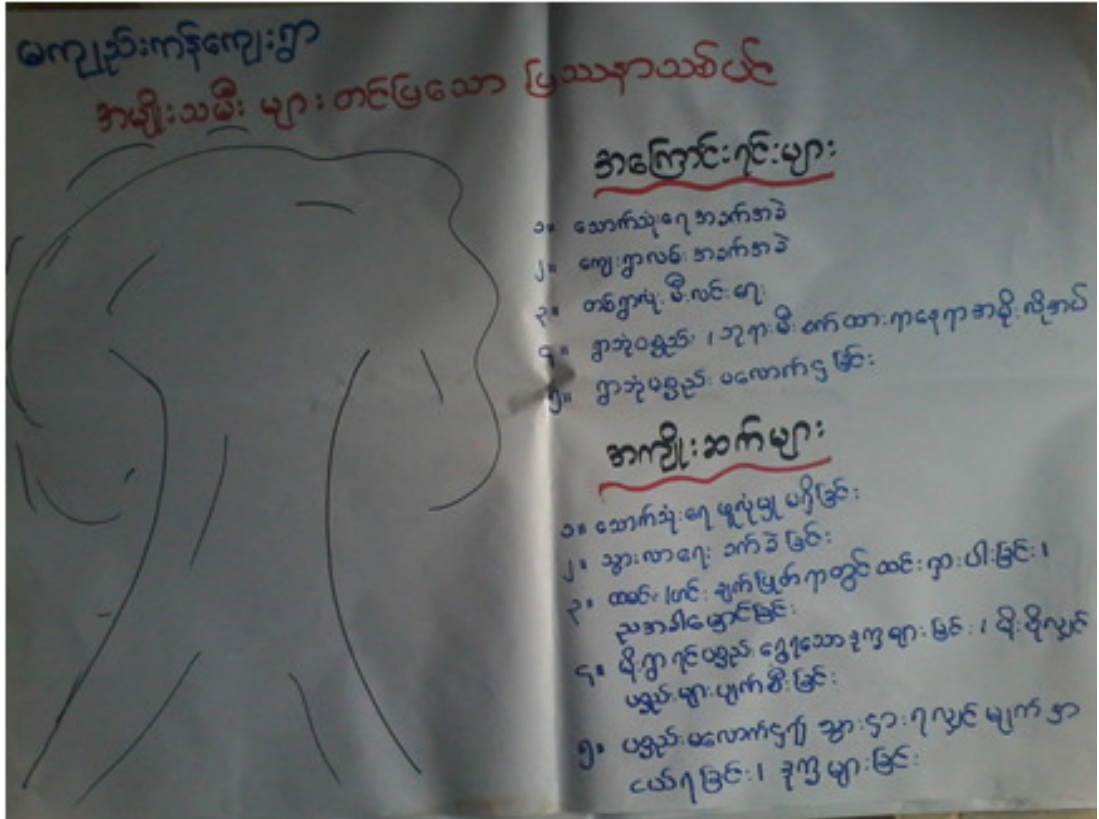 မကျည်းကန်ကျေးရွာ
အမျိုးသမီး များ တင်ပြသော ပြဿနာသစ်ပင်
အကြောင်းရင်းများ
၁။ သောက်သုံးရေ အခက်အခဲ
၂။ ကျေးရွာလမ်း အခက်အခဲ
၃။ တစ်ရွာလုံး မီးလင်းရေး
၄။ ရွာဘုံပစ္စည်း၊ ဘုရားမီးစက် ထားရာနေရာ အမိုးလိုအပ်
၅။ ရွာဘုံပစ္စည်း မလောက်ငှခြင်း
အကျိုးဆက်များ
၁။ သောက်သုံးရေ ဖူလုံမှု မရှိခြင်း
၂။ သွားလာရေး ခက်ခဲခြင်း
၃။ ထမင်း၊ဟင်း ချက်ပြုတ်ရာတွင် ထင်းရှားပါးခြင်း၊
ညအခါမှောင်ခြင်း
၄။ မိုးရွာရင်ပစ္စည်းရွှေ့ရသောဒုက္ခများခြင်း၊ မိုးမိုလျှင်
ပစ္စည်းများပျက်စီးခြင်း
၅။ ပစ္စည်းမလောက်ငှ၍ သွားငှားရလျှင် မျက်နှာ
ငယ်ရခြင်း၊ ဒုက္ခများခြင်း